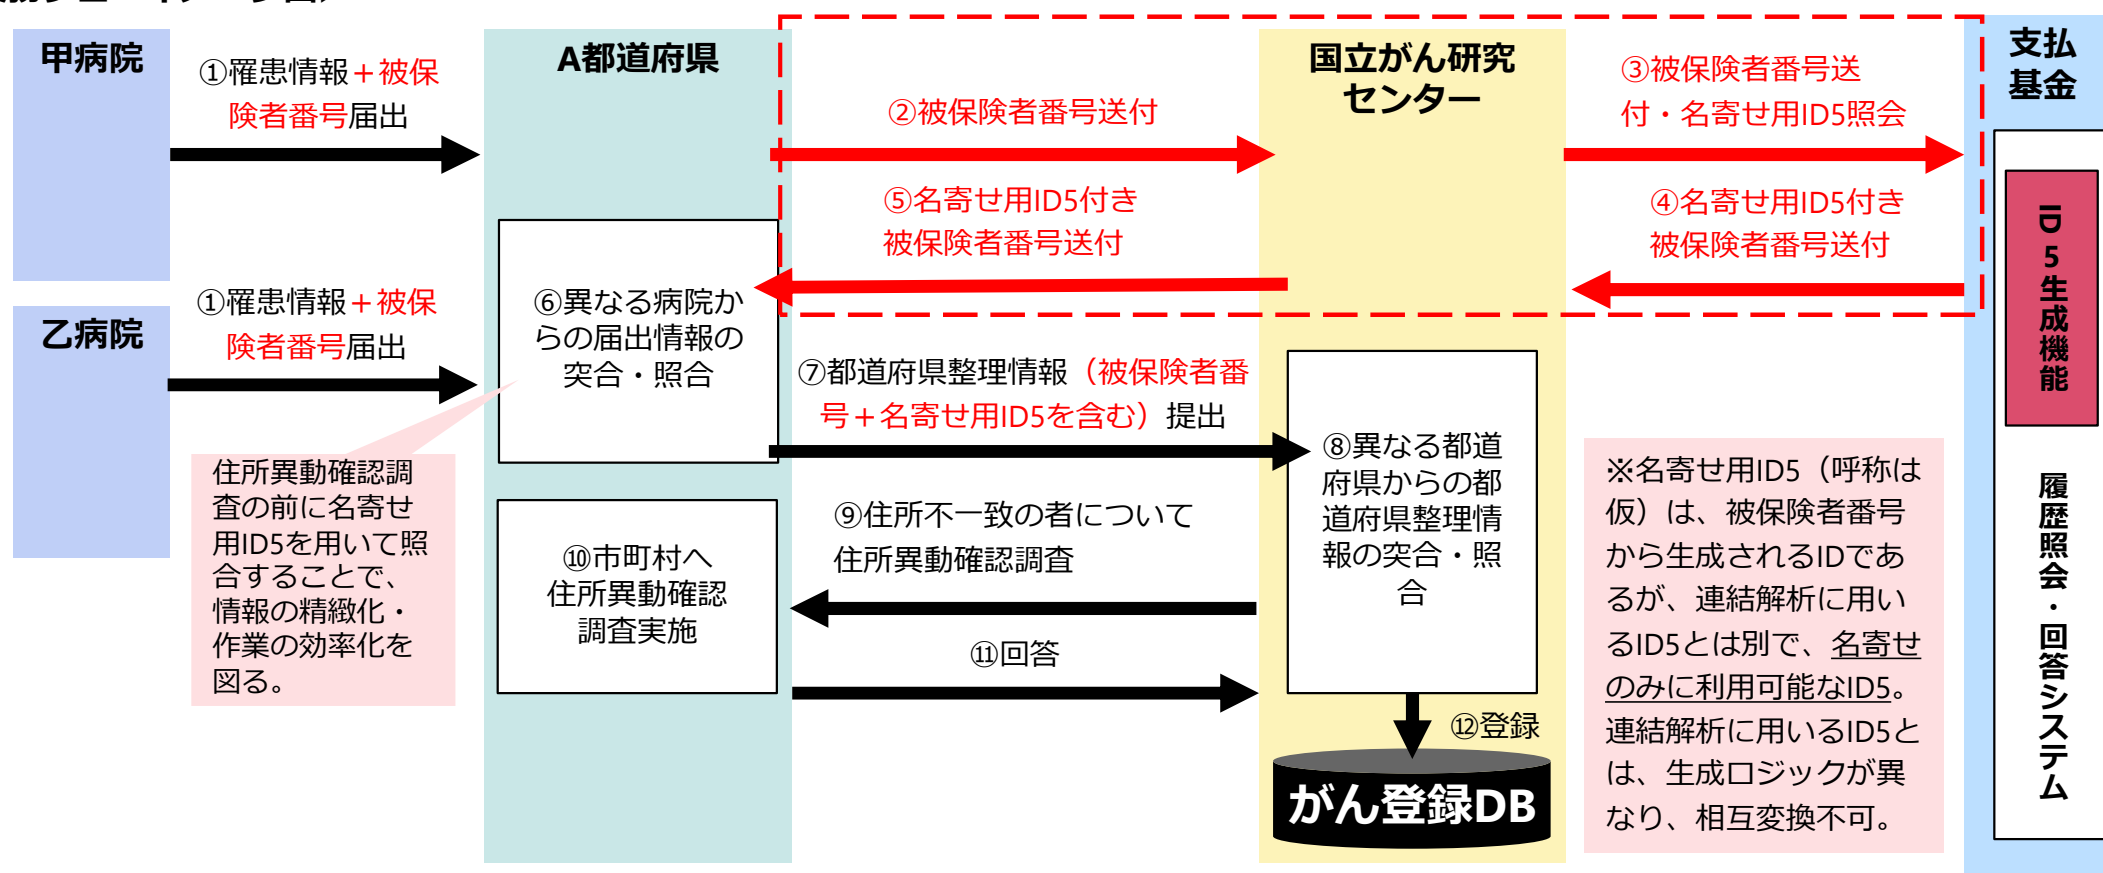 甲病院
①罹患情報＋被保
険者番号届出
乙病院
①罹患情報＋被保
険者番号届出
住所異動確認調
査の前に名寄せ
用ID5を用いて照
合することで、
情報の精緻化・
作業の効率化を
図る。
A都道府県
⑥異なる病院か
らの届出情報の
突合・照合
⑩市町村へ
住所異動確認
調査実施
②被保険者番号送付
⑤名寄せ用ID5付き
被保険者番号送付
⑦都道府県整理情報（被保険者番
号＋名寄せ用ID5を含む）提出
⑨住所不一致の者について
住所異動確認調査
⑪回答
国立がん研究
センター
⑧異なる都道
府県からの都
道府県整理情
報の突合・照
合
⑫登録
がん登録DB
③被保険者番号送
付・名寄せ用ID5照会
④名寄せ用ID5付き
被保険者番号送付
※名寄せ用ID5（呼称は
仮）は、被保険者番号
から生成されるIDであ
るが、連結解析に用い
るID5とは別で、名寄せ
のみに利用可能なID5。
連結解析に用いるID5と
は、生成ロジックが異
なり、相互変換不可。
支払
基金
ID5生成機能
履歴照会・回答システム